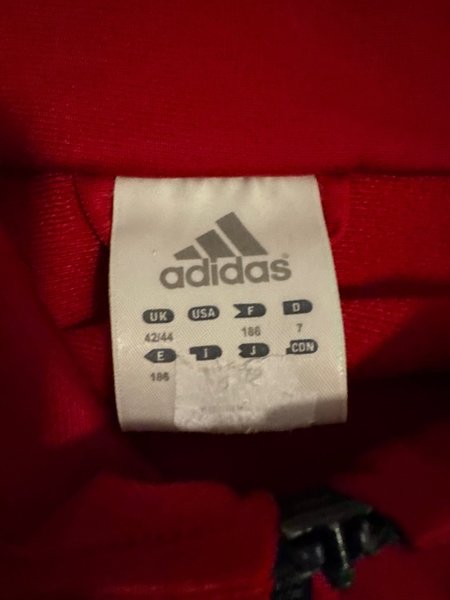 adidas
UK USA F D
42/44 186 7
E I J CDN
186